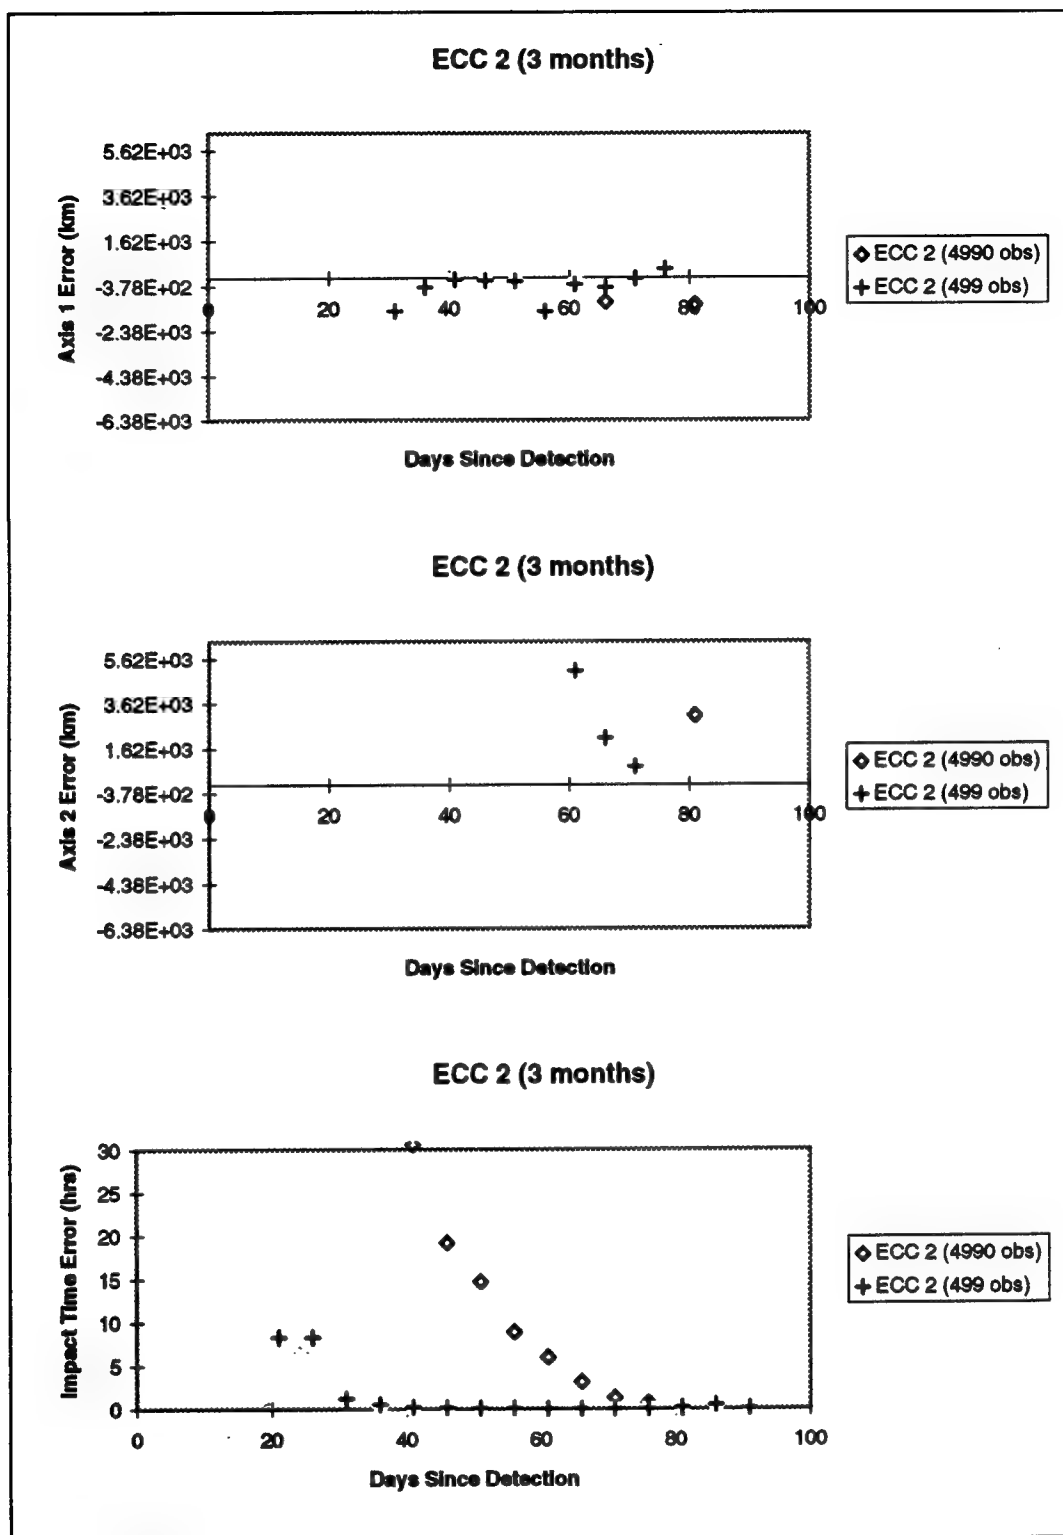 ECC 2 (3 months)
Axis 1 Error (km)
5.62E+03
3.62E+03
1.62E+03
-3.78E+02
-2.38E+03
-4.38E+03
-6.38E+03
0 20 40 60 80 100
Days Since Detection
ECC 2 (4990 obs)
ECC 2 (499 obs)
ECC 2 (3 months)
Axis 2 Error (km)
5.62E+03
3.62E+03
1.62E+03
-3.78E+02
-2.38E+03
-4.38E+03
-6.38E+03
0 20 40 60 80 100
Days Since Detection
ECC 2 (4990 obs)
ECC 2 (499 obs)
ECC 2 (3 months)
Impact Time Error (hrs)
30
25
20
15
10
5
0
0 20 40 60 80 100
Days Since Detection
ECC 2 (4990 obs)
ECC 2 (499 obs)